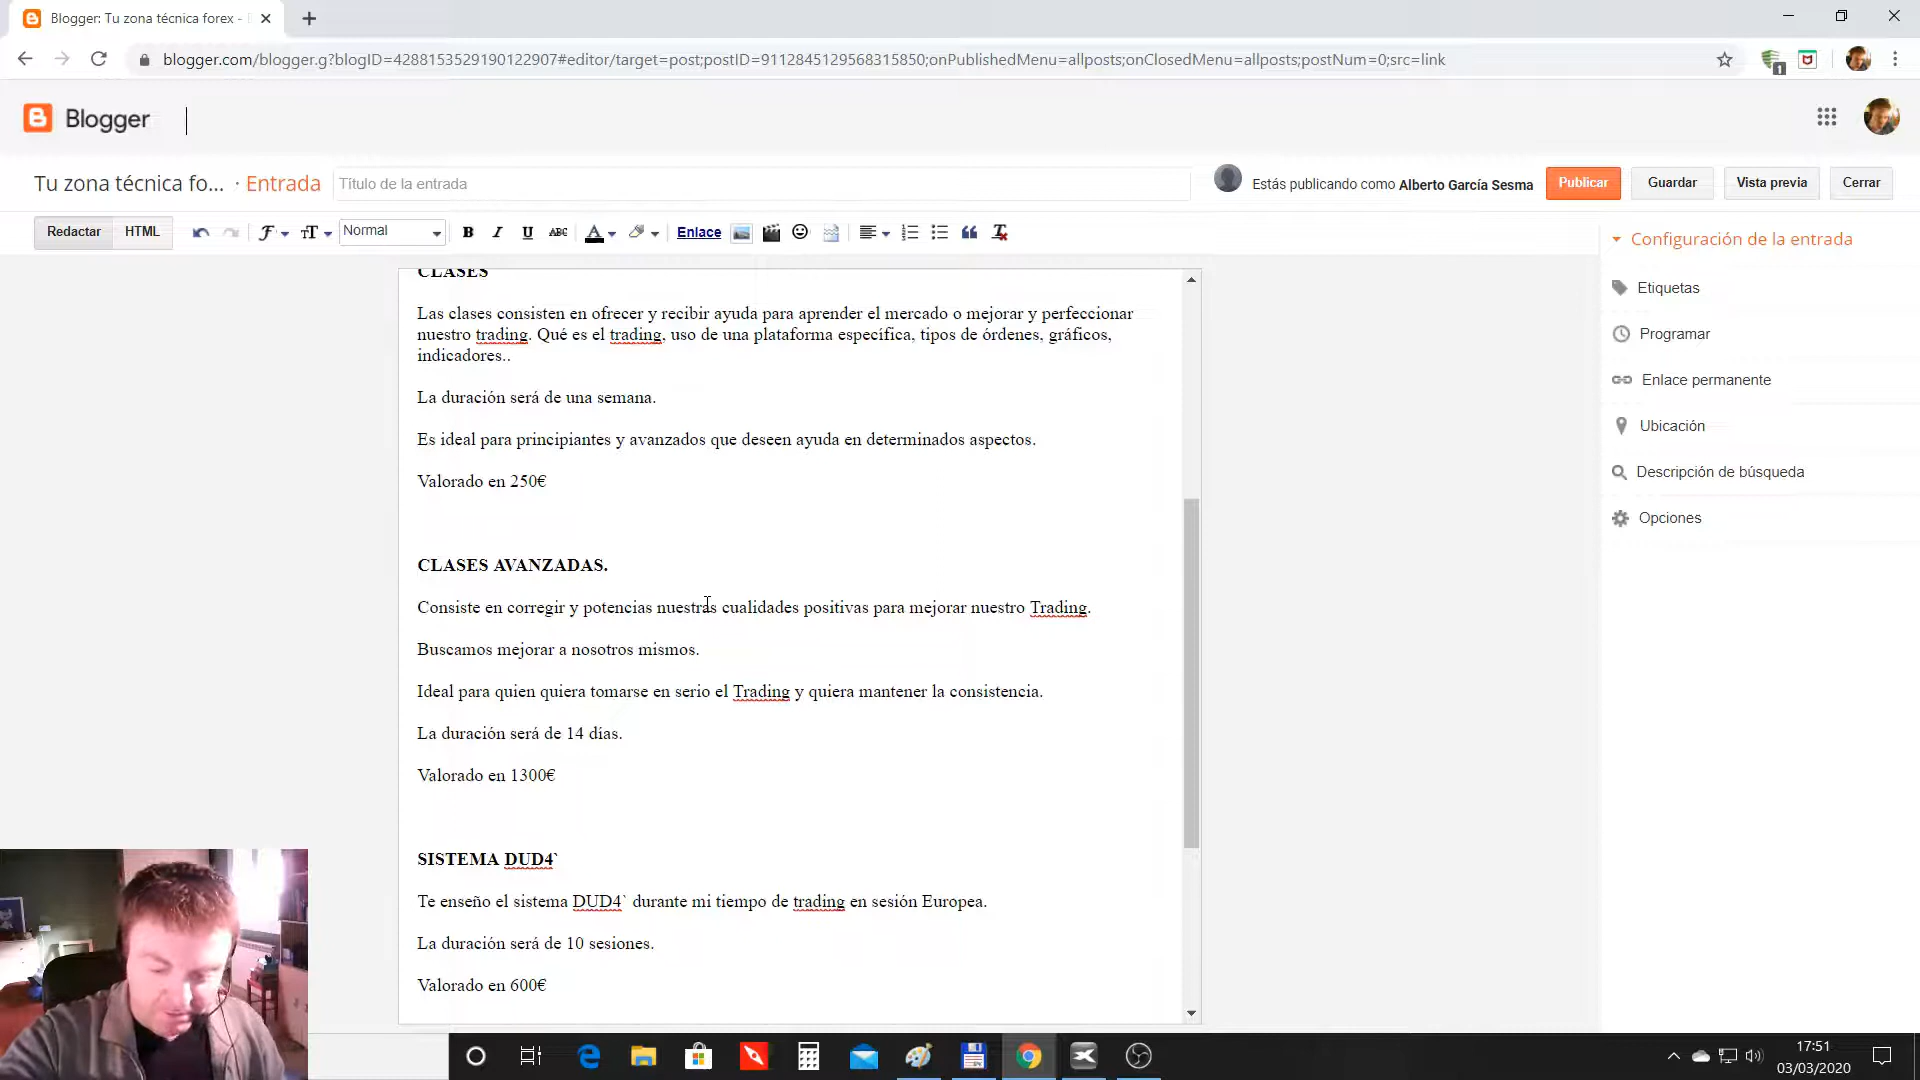 Blogger: Tu zona técnica forex -
blogger.com/blogger.g?blogID=4288153529190122907#editor/target=post;postID=9112845129568315850;onPublishedMenu=allposts;onClosedMenu=allposts;postNum=0;src=link
1
Blogger
Tu zona técnica fo... · Entrada
Título de la entrada
Estás publicando como Alberto García Sesma
Publicar
Guardar
Vista previa
Cerrar
Redactar
HTML
Normal
Enlace
Configuración de la entrada
Etiquetas
Programar
Enlace permanente
Ubicación
Descripción de búsqueda
Opciones
CLASES
Las clases consisten en ofrecer y recibir ayuda para aprender el mercado o mejorar y perfeccionar
nuestro trading. Qué es el trading, uso de una plataforma específica, tipos de órdenes, gráficos,
indicadores..
La duración será de una semana.
Es ideal para principiantes y avanzados que deseen ayuda en determinados aspectos.
Valorado en 250€
CLASES AVANZADAS.
Consiste en corregir y potencias nuestras cualidades positivas para mejorar nuestro Trading.
Buscamos mejorar a nosotros mismos.
Ideal para quien quiera tomarse en serio el Trading y quiera mantener la consistencia.
La duración será de 14 días.
Valorado en 1300€
SISTEMA DUD4`
Te enseño el sistema DUD4` durante mi tiempo de trading en sesión Europea.
La duración será de 10 sesiones.
Valorado en 600€
17:51
03/03/2020